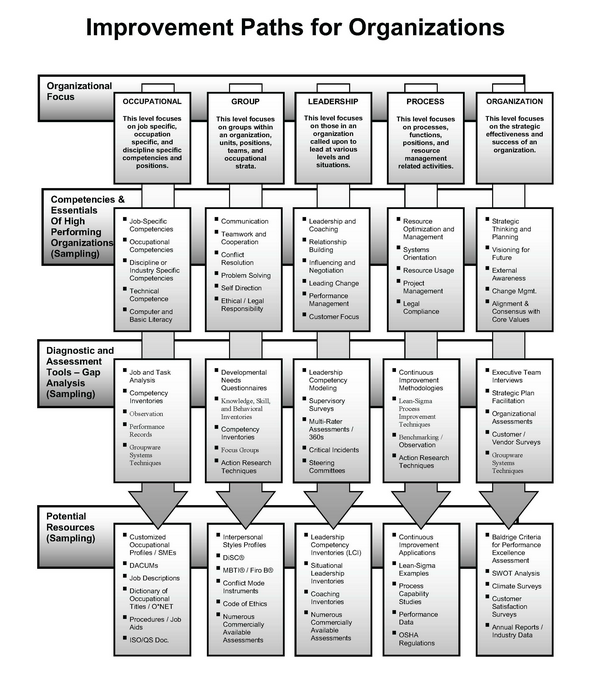 Improvement Paths for Organizations
Organizational
Focus
OCCUPATIONAL
This level focuses
on job specific,
occupation
specific, and
discipline specific
competencies and
positions.
GROUP
This level focuses
on groups within an
organization,
units, positions,
teams, and
occupational
strata.
LEADERSHIP
This level focuses
on those in an
organization
called upon to
lead at various
levels and
situations.
PROCESS
This level focuses
on processes,
functions,
positions, and
resource
management
related activities.
ORGANIZATION
This level focuses
on the strategic
effectiveness and
success of an
organization.
Competencies &
Essentials
Of High
Performing
Organizations
(Sampling)
Job-Specific
Competencies
Occupational
Competencies
Discipline or
Industry Specific
Competencies
Technical
Competence
Computer and
Basic Literacy
Communication
Teamwork and
Cooperation
Conflict
Resolution
Problem Solving
Self Direction
Ethical / Legal
Responsibility
Leadership and
Coaching
Relationship
Building
Influencing and
Negotiation
Leading Change
Performance
Management
Customer Focus
Resource
Optimization and
Management
Systems
Orientation
Resource Usage
Project
Management
Legal
Compliance
Strategic
Thinking and
Planning
Visioning for
Future
External
Awareness
Change Mgmt.
Alignment &
Consensus with
Core Values
Diagnostic and
Assessment
Tools – Gap
Analysis
(Sampling)
Job and Task
Analysis
Competency
Inventories
Observation
Performance
Records
Groupware
Systems
Techniques
Developmental
Needs
Questionnaires
Knowledge, Skill,
and Behavioral
Inventories
Competency
Inventories
Focus Groups
Action Research
Techniques
Leadership
Competency
Modeling
Supervisory
Surveys
Multi-Rater
Assessments /
360s
Critical Incidents
Steering
Committees
Continuous
Improvement
Methodologies
Lean-Sigma
Process
Improvement
Techniques
Benchmarking /
Observation
Action Research
Techniques
Executive Team
Interviews
Strategic Plan
Facilitation
Organizational
Assessments
Customer /
Vendor Surveys
Groupware
Systems
Techniques
Potential
Resources
(Sampling)
Customized
Occupational
Profiles / SMEs
DACUMs
Job Descriptions
Dictionary of
Occupational
Titles / O*NET
Procedures / Job
Aids
ISO/QS Doc.
Interpersonal
Styles Profiles
DiSC®
MBTI® / Firo B®
Conflict Mode
Instruments
Code of Ethics
Numerous
Commercially
Available
Assessments
Leadership
Competency
Inventories (LCI)
Situational
Leadership
Inventories
Coaching
Inventories
Numerous
Commercially
Available
Assessments
Continuous
Improvement
Applications
Lean-Sigma
Examples
Process
Capability
Studies
Performance
Data
OSHA
Regulations
Baldrige Criteria
for Performance
Excellence
Assessment
SWOT Analysis
Climate Surveys
Customer
Satisfaction
Surveys
Annual Reports /
Industry Data